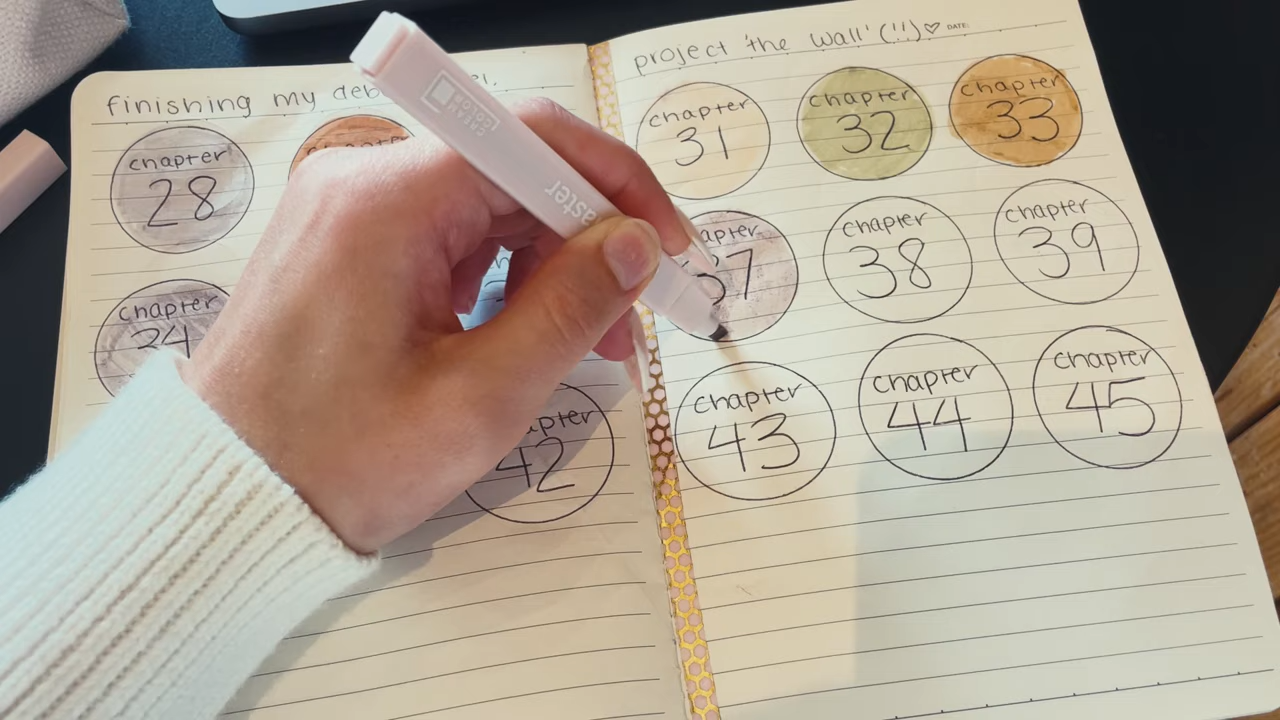 finishing my
project 'the wall' (!!) ♡ DATE:
chapter
28
chapter
31
chapter
32
chapter
33
chapter
34
37
chapter
38
chapter
39
42
chapter
43
chapter
44
chapter
45